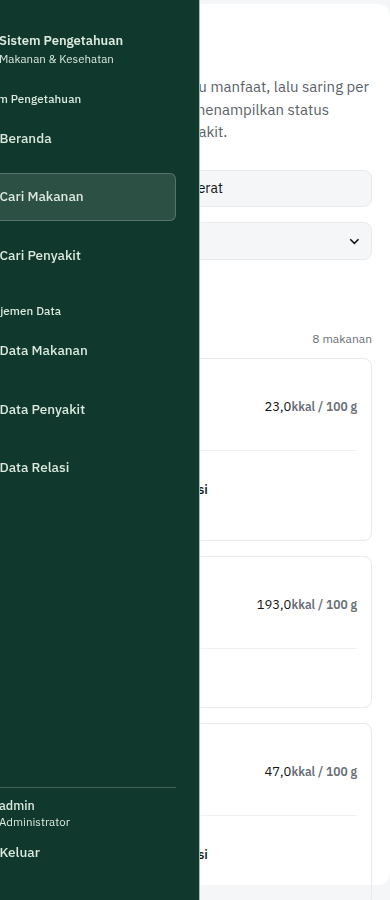 Sistem Pengetahuan
Makanan & Kesehatan
m Pengetahuan
Beranda
Cari Makanan
Cari Penyakit
jemen Data
Data Makanan
Data Penyakit
Data Relasi
admin
Administrator
Keluar
u manfaat, lalu saring per
nenampilkan status
akit.
erat
8 makanan
23,0kkal / 100 g
si
193,0kkal / 100 g
47,0kkal / 100 g
si